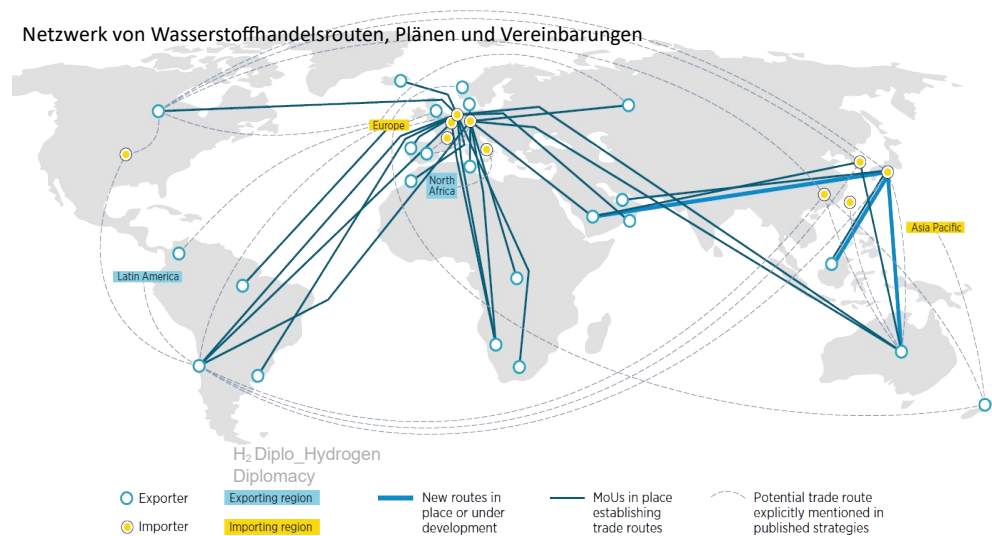 Netzwerk von Wasserstoffhandelsrouten, Plänen und Vereinbarungen
Europe
North
Africa
Asia Pacific
Latin America
H₂ Diplo_Hydrogen
Diplomacy
Exporter
Exporting region
New routes in
place or under
development
MoUs in place
establishing
trade routes
Potential trade route
explicitly mentioned in
published strategies
Importer
Importing region